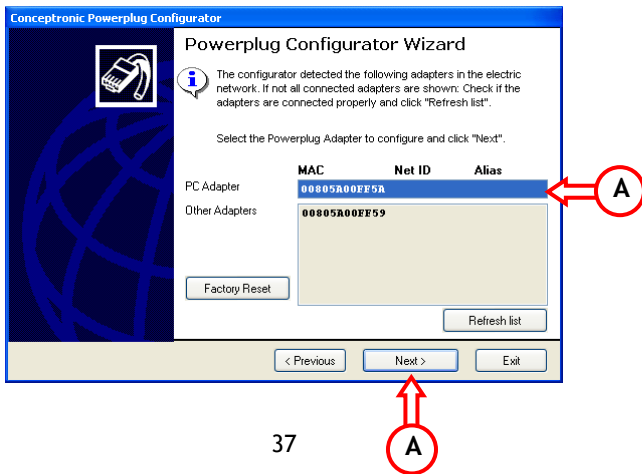 Conceptronic Powerplug Configurator
Powerplug Configurator Wizard
The configurator detected the following adapters in the electric
network. If not all connected adapters are shown: Check if the
adapters are connected properly and click "Refresh list".
Select the Powerplug Adapter to configure and click "Next".
MAC Net ID Alias
PC Adapter 00805A00FF5A
A
Other Adapters 00805A00FF59
Factory Reset
Refresh list
< Previous Next > Exit
37
A